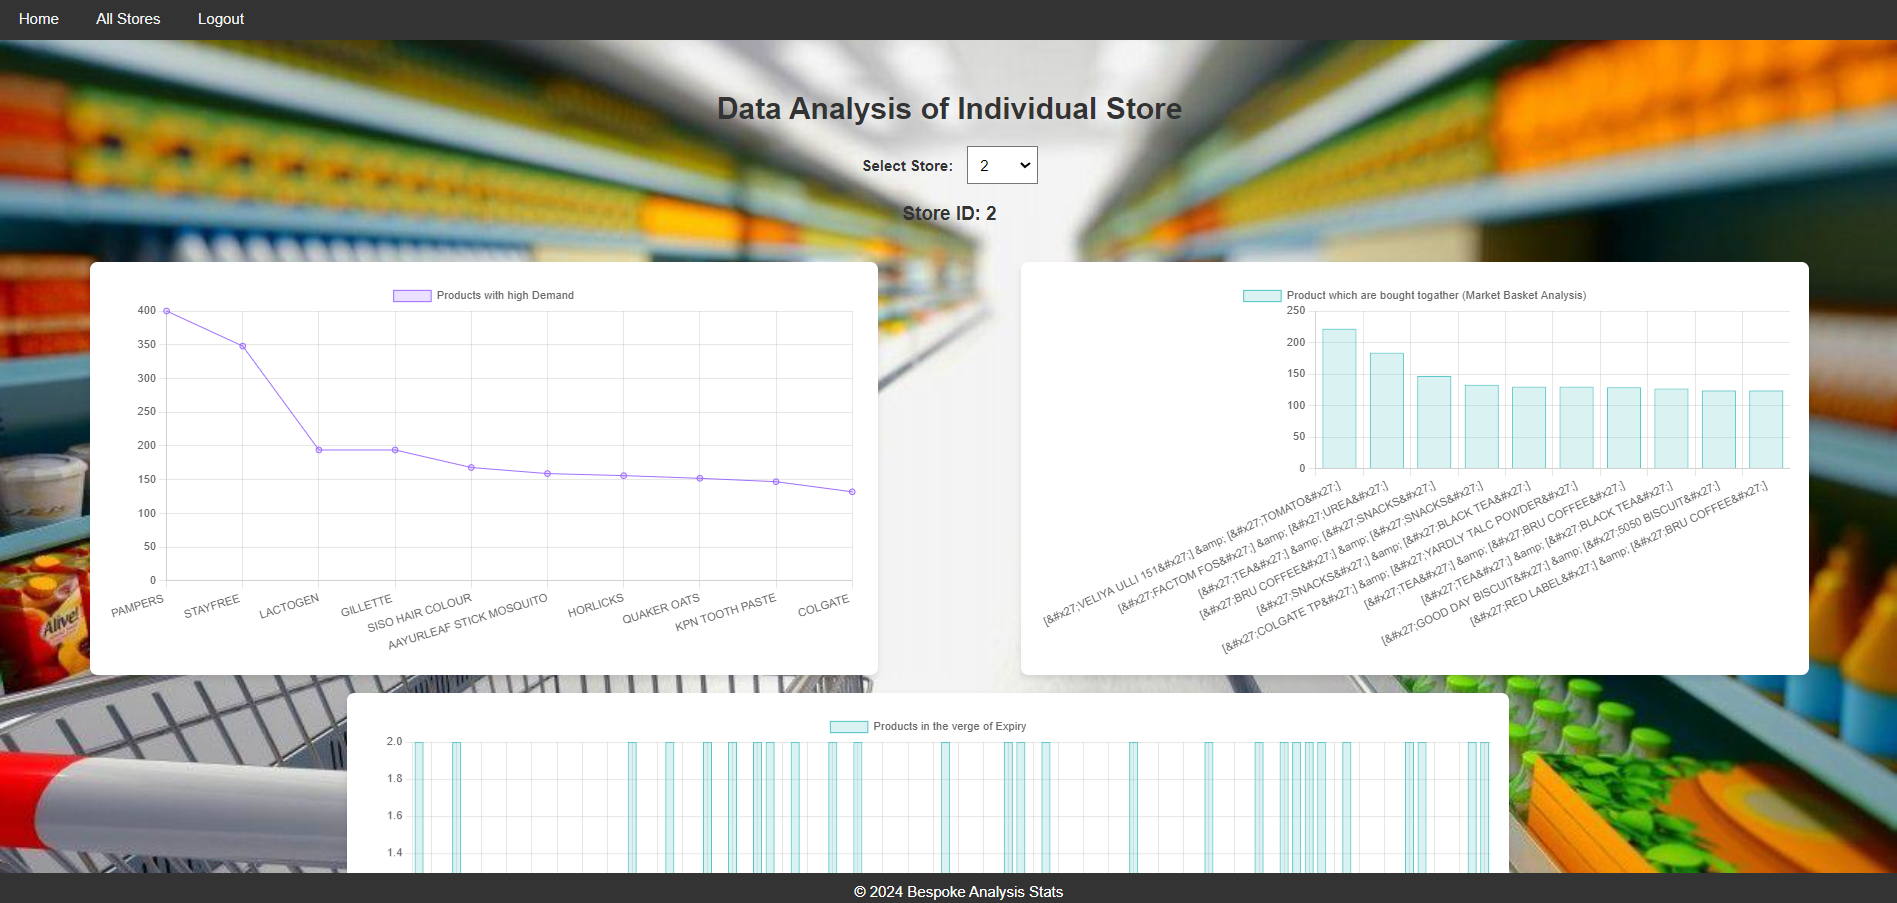 Home
All Stores
Logout
Data Analysis of Individual Store
Select Store:
2
Store ID: 2
Products with high Demand
400
350
300
250
200
150
100
50
0
PAMPERS
STAYFREE
LACTOGEN
GILLETTE
SISO HAIR COLOUR
AAYURLEAF STICK MOSQUITO
HORLICKS
QUAKER OATS
KPN TOOTH PASTE
COLGATE
Product which are bought togather (Market Basket Analysis)
250
200
150
100
50
0
[&#x27;VELIYA ULLI 151&#x27;] &amp; [&#x27;TOMATO&#x27;]
[&#x27;FACTOM FOS&#x27;] &amp; [&#x27;UREA&#x27;]
[&#x27;TEA&#x27;] &amp; [&#x27;SNACKS&#x27;]
[&#x27;BRU COFFEE&#x27;] &amp; [&#x27;SNACKS&#x27;]
[&#x27;SNACKS&#x27;] &amp; [&#x27;BLACK TEA&#x27;]
[&#x27;COLGATE TP&#x27;] &amp; [&#x27;YARDLY TALC POWDER&#x27;]
[&#x27;TEA&#x27;] &amp; [&#x27;BRU COFFEE&#x27;]
[&#x27;TEA&#x27;] &amp; [&#x27;BLACK TEA&#x27;]
[&#x27;GOOD DAY BISCUIT&#x27;] &amp; [&#x27;5050 BISCUIT&#x27;]
[&#x27;RED LABEL&#x27;] &amp; [&#x27;BRU COFFEE&#x27;]
Alive!
Products in the verge of Expiry
2.0
1.8
1.6
1.4
© 2024 Bespoke Analysis Stats